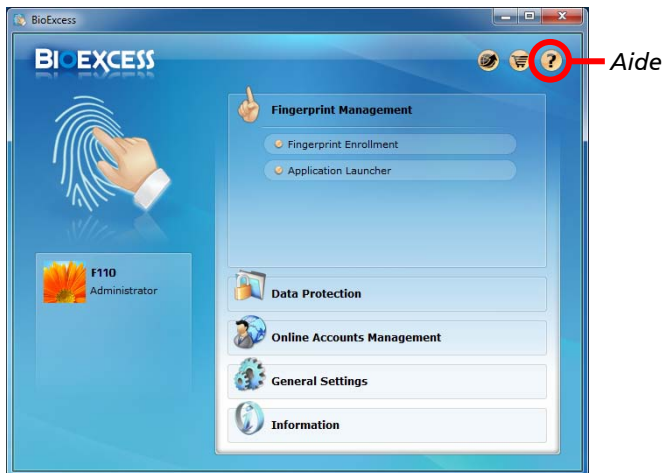 BioExcess
BIOEXCESS
?
Aide
Fingerprint Management
Fingerprint Enrollment
Application Launcher
F110
Administrator
Data Protection
Online Accounts Management
General Settings
Information